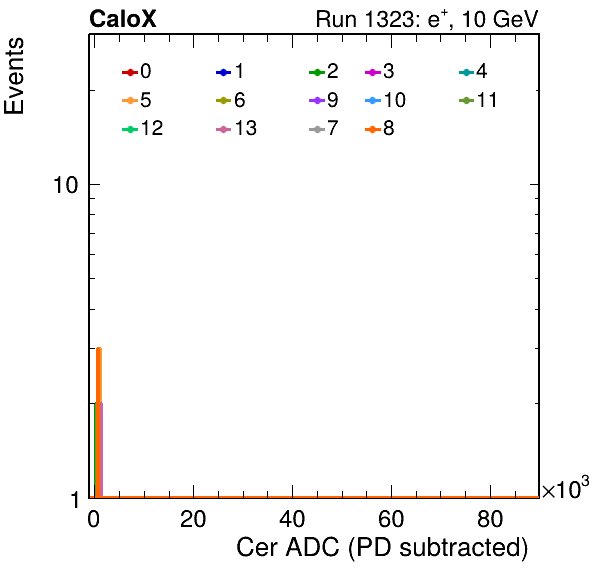 CaloX Run 1323: e+, 10 GeV
Events
0 1 2 3 4
5 6 9 10 11
12 13 7 8
10
1
0 20 40 60 80
×10³
Cer ADC (PD subtracted)